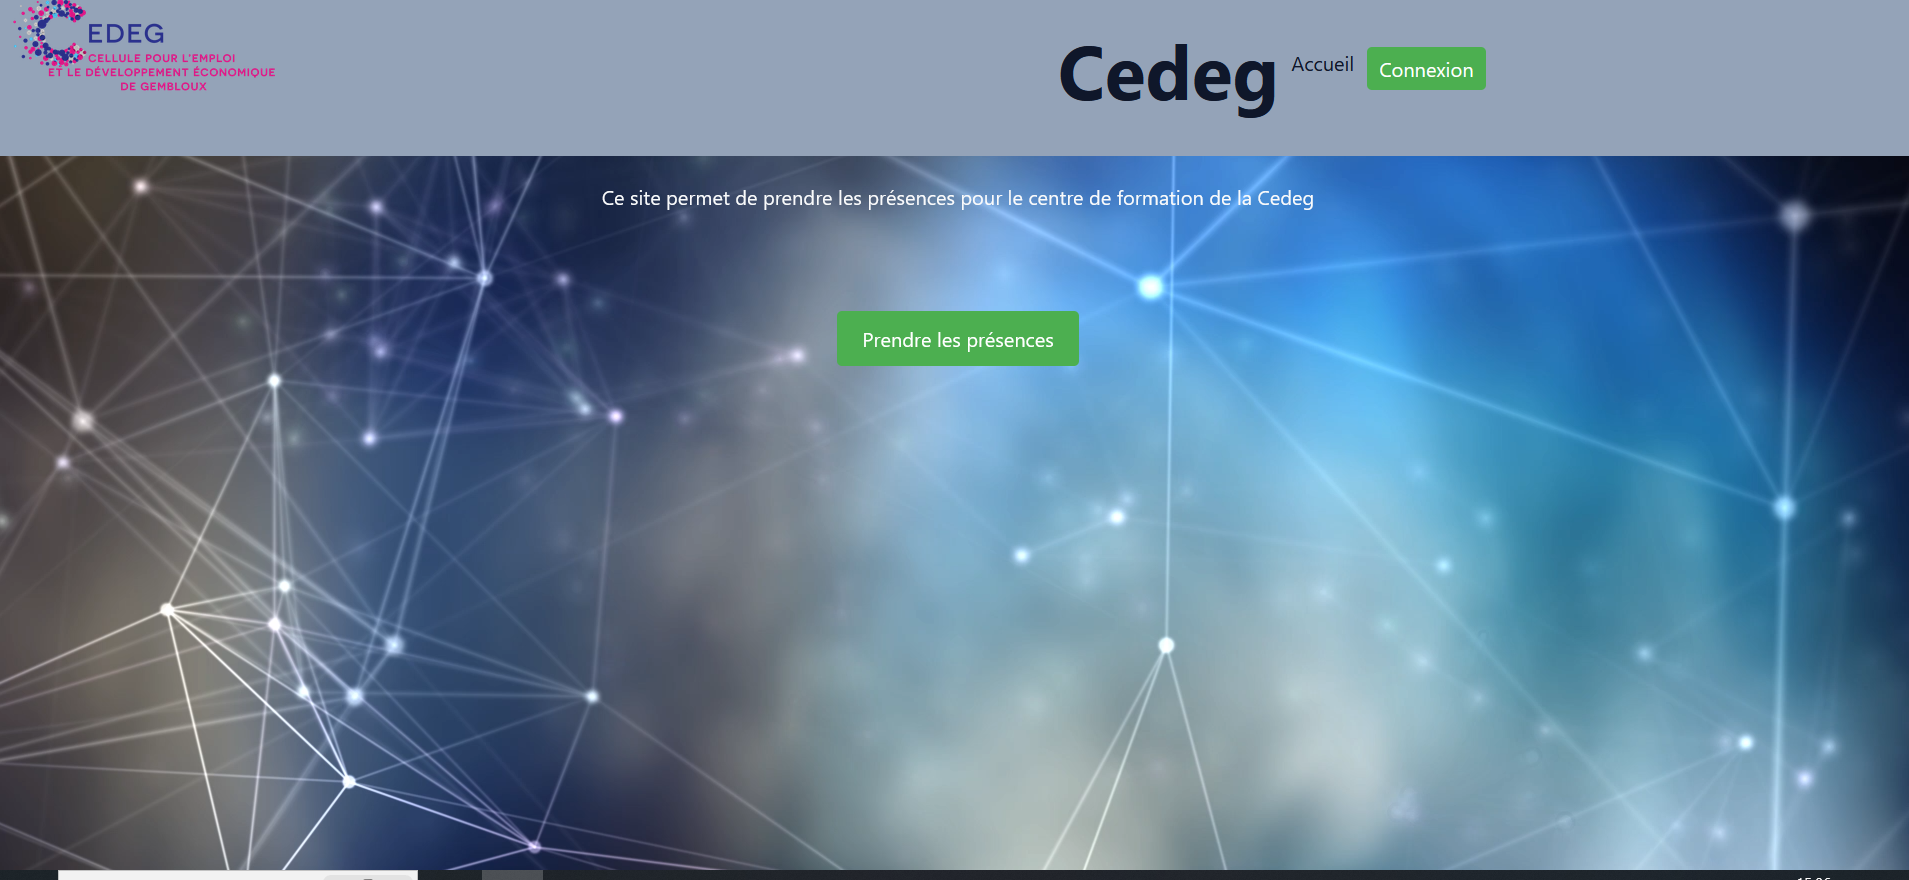 CEDEG
CELLULE POUR L'EMPLOI
ET LE DÉVELOPPEMENT ÉCONOMIQUE
DE GEMBLOUX
Cedeg
Accueil
Connexion
Ce site permet de prendre les présences pour le centre de formation de la Cedeg
Prendre les présences